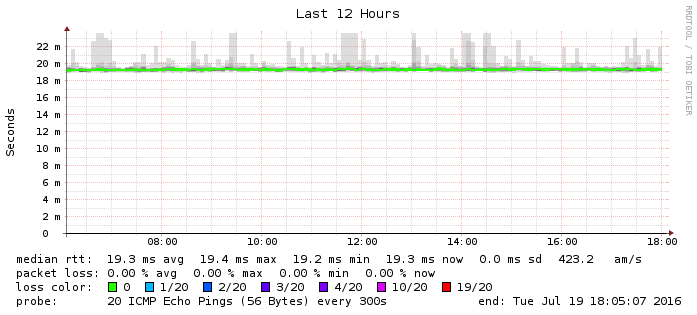 Last 12 Hours
RRDTOOL / TOBI OETIKER
Seconds
22 m
20 m
18 m
16 m
14 m
12 m
10 m
8 m
6 m
4 m
2 m
0
08:00 10:00 12:00 14:00 16:00 18:00
median rtt: 19.3 ms avg 19.4 ms max 19.2 ms min 19.3 ms now 0.0 ms sd 423.2 am/s
packet loss: 0.00 % avg 0.00 % max 0.00 % min 0.00 % now
loss color: 0 1/20 2/20 3/20 4/20 10/20 19/20
probe: 20 ICMP Echo Pings (56 Bytes) every 300s end: Tue Jul 19 18:05:07 2016